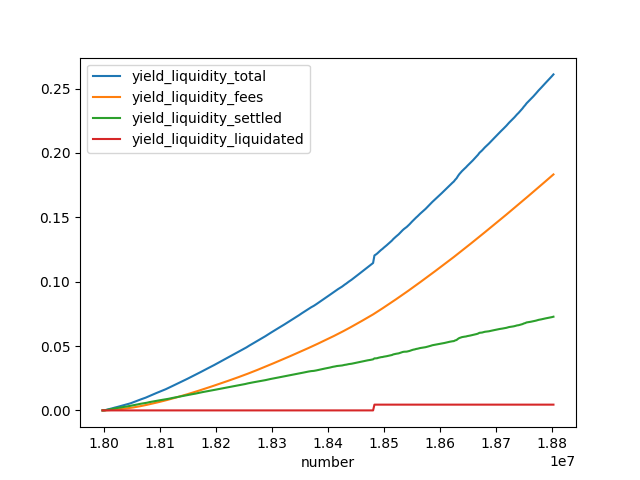 yield_liquidity_total
yield_liquidity_fees
yield_liquidity_settled
yield_liquidity_liquidated
0.25
0.20
0.15
0.10
0.05
0.00
1.80 1.81 1.82 1.83 1.84 1.85 1.86 1.87 1.88
number
1e7